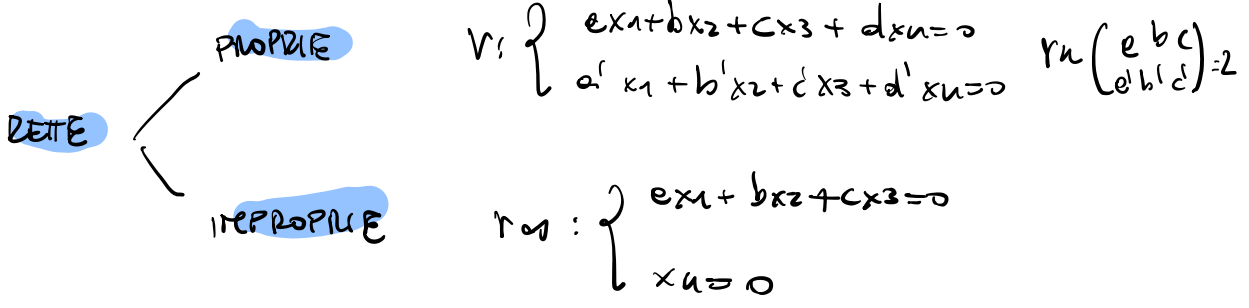 RETTE
PROPRIE
r: { ax1+bx2+cx3+dx4=0
a'x1+b'x2+c'x3+d'x4=0
rk (a b c
a' b' c') =2
IMPROPRIE
r∞: { ax1+bx2+cx3=0
x4=0